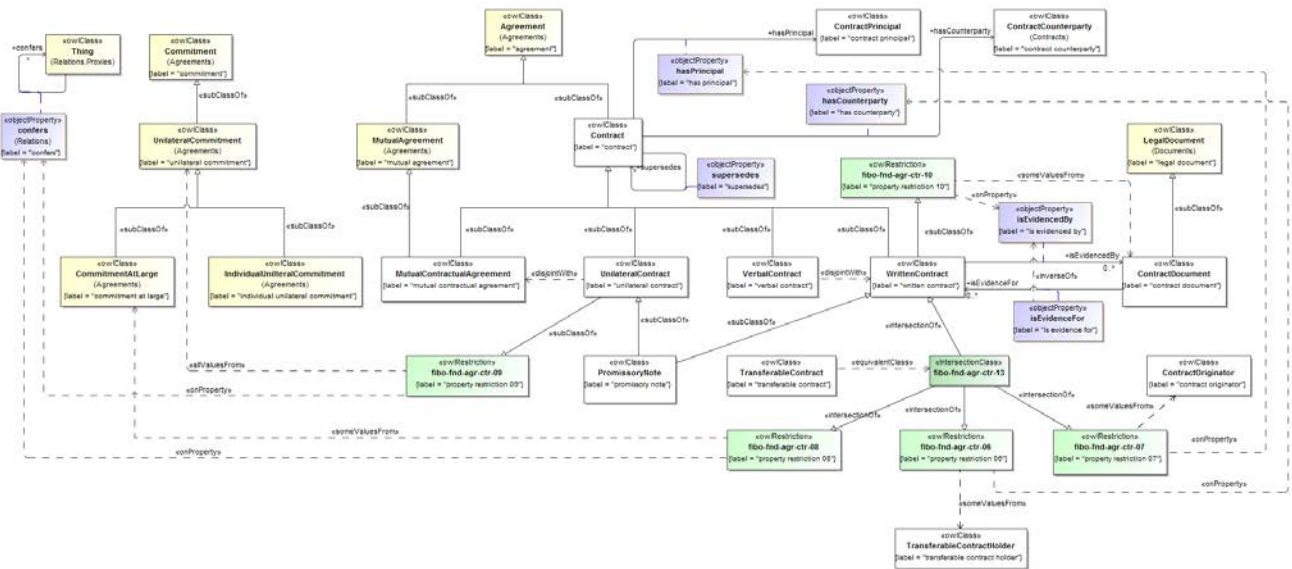 «owlClass»
Agreement
(Agreements)
[label = "agreement"]
«owlClass»
ContractPrincipal
[label = "contract principal"]
«owlClass»
ContractCounterparty
(Contracts)
[label = "contract counterparty"]
+confers
*
«owlClass»
Thing
(Relations.Proxies)
«owlClass»
Commitment
(Agreements)
[label = "commitment"]
+hasPrincipal
+hasCounterparty
«objectProperty»
hasPrincipal
[label = "has principal"]
«objectProperty»
hasCounterparty
[label = "has counterparty"]
«subClassOf»
«subClassOf»
«subClassOf»
«objectProperty»
confers
(Relations)
[label = "confers"]
«owlClass»
UnilateralCommitment
(Agreements)
[label = "unilateral commitment"]
«owlClass»
MutualAgreement
(Agreements)
[label = "mutual agreement"]
«owlClass»
Contract
[label = "contract"]
+supersedes
«objectProperty»
supersedes
[label = "supersedes"]
«owlRestriction»
fibo-fnd-agr-ctr-10
[label = "property restriction 10"]
«owlClass»
LegalDocument
(Documents)
[label = "legal document"]
«someValuesFrom»
«onProperty»
«objectProperty»
isEvidencedBy
[label = "is evidenced by"]
«subClassOf»
«subClassOf»
«subClassOf»
«subClassOf»
«subClassOf»
«subClassOf»
«subClassOf»
«subClassOf»
«subClassOf»
«subClassOf»
«owlClass»
CommitmentAtLarge
(Agreements)
[label = "commitment at large"]
«owlClass»
IndividualUniliteralCommitment
(Agreements)
[label = "individual unilateral commitment"]
«owlClass»
MutualContractualAgreement
[label = "mutual contractual agreement"]
«disjointWith»
«owlClass»
UnilateralContract
[label = "unilateral contract"]
«owlClass»
VerbalContract
[label = "verbal contract"]
«disjointWith»
«owlClass»
WrittenContract
[label = "written contract"]
+isEvidencedBy
0..*
«inverseOf»
+isEvidenceFor
0..*
«owlClass»
ContractDocument
[label = "contract document"]
«objectProperty»
isEvidenceFor
[label = "is evidence for"]
«subClassOf»
«subClassOf»
«subClassOf»
«intersectionOf»
«allValuesFrom»
«owlRestriction»
fibo-fnd-agr-ctr-09
[label = "property restriction 09"]
«onProperty»
«owlClass»
PromissoryNote
[label = "promissory note"]
«owlClass»
TransferableContract
[label = "transferable contract"]
«equivalentClass»
«IntersectionClass»
fibo-fnd-agr-ctr-13
«owlClass»
ContractOriginator
[label = "contract originator"]
«intersectionOf»
«intersectionOf»
«intersectionOf»
«someValuesFrom»
«someValuesFrom»
«onProperty»
«owlRestriction»
fibo-fnd-agr-ctr-08
[label = "property restriction 08"]
«owlRestriction»
fibo-fnd-agr-ctr-06
[label = "property restriction 06"]
«owlRestriction»
fibo-fnd-agr-ctr-07
[label = "property restriction 07"]
«onProperty»
«onProperty»
«someValuesFrom»
«owlClass»
TransferableContractHolder
[label = "transferable contract holder"]